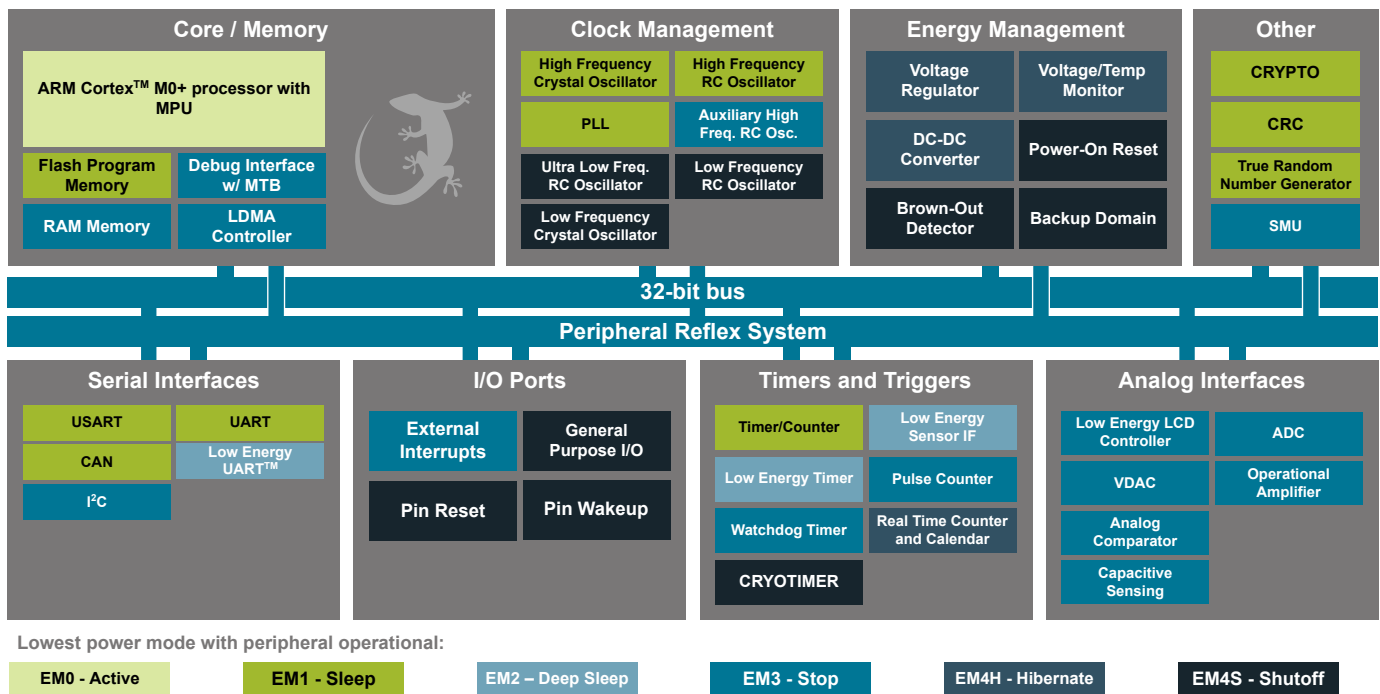 Core / Memory
ARM Cortex™ M0+ processor with
MPU
Flash Program
Memory
Debug Interface
w/ MTB
RAM Memory
LDMA
Controller
Clock Management
High Frequency
Crystal Oscillator
High Frequency
RC Oscillator
PLL
Auxiliary High
Freq. RC Osc.
Ultra Low Freq.
RC Oscillator
Low Frequency
RC Oscillator
Low Frequency
Crystal Oscillator
Energy Management
Voltage
Regulator
Voltage/Temp
Monitor
DC-DC
Converter
Power-On Reset
Brown-Out
Detector
Backup Domain
Other
CRYPTO
CRC
True Random
Number Generator
SMU
32-bit bus
Peripheral Reflex System
Serial Interfaces
USART
UART
CAN
Low Energy
UART™
I²C
I/O Ports
External
Interrupts
General
Purpose I/O
Pin Reset
Pin Wakeup
Timers and Triggers
Timer/Counter
Low Energy
Sensor IF
Low Energy Timer
Pulse Counter
Watchdog Timer
Real Time Counter
and Calendar
CRYOTIMER
Analog Interfaces
Low Energy LCD
Controller
ADC
VDAC
Operational
Amplifier
Analog
Comparator
Capacitive
Sensing
Lowest power mode with peripheral operational:
EM0 - Active
EM1 - Sleep
EM2 – Deep Sleep
EM3 - Stop
EM4H - Hibernate
EM4S - Shutoff